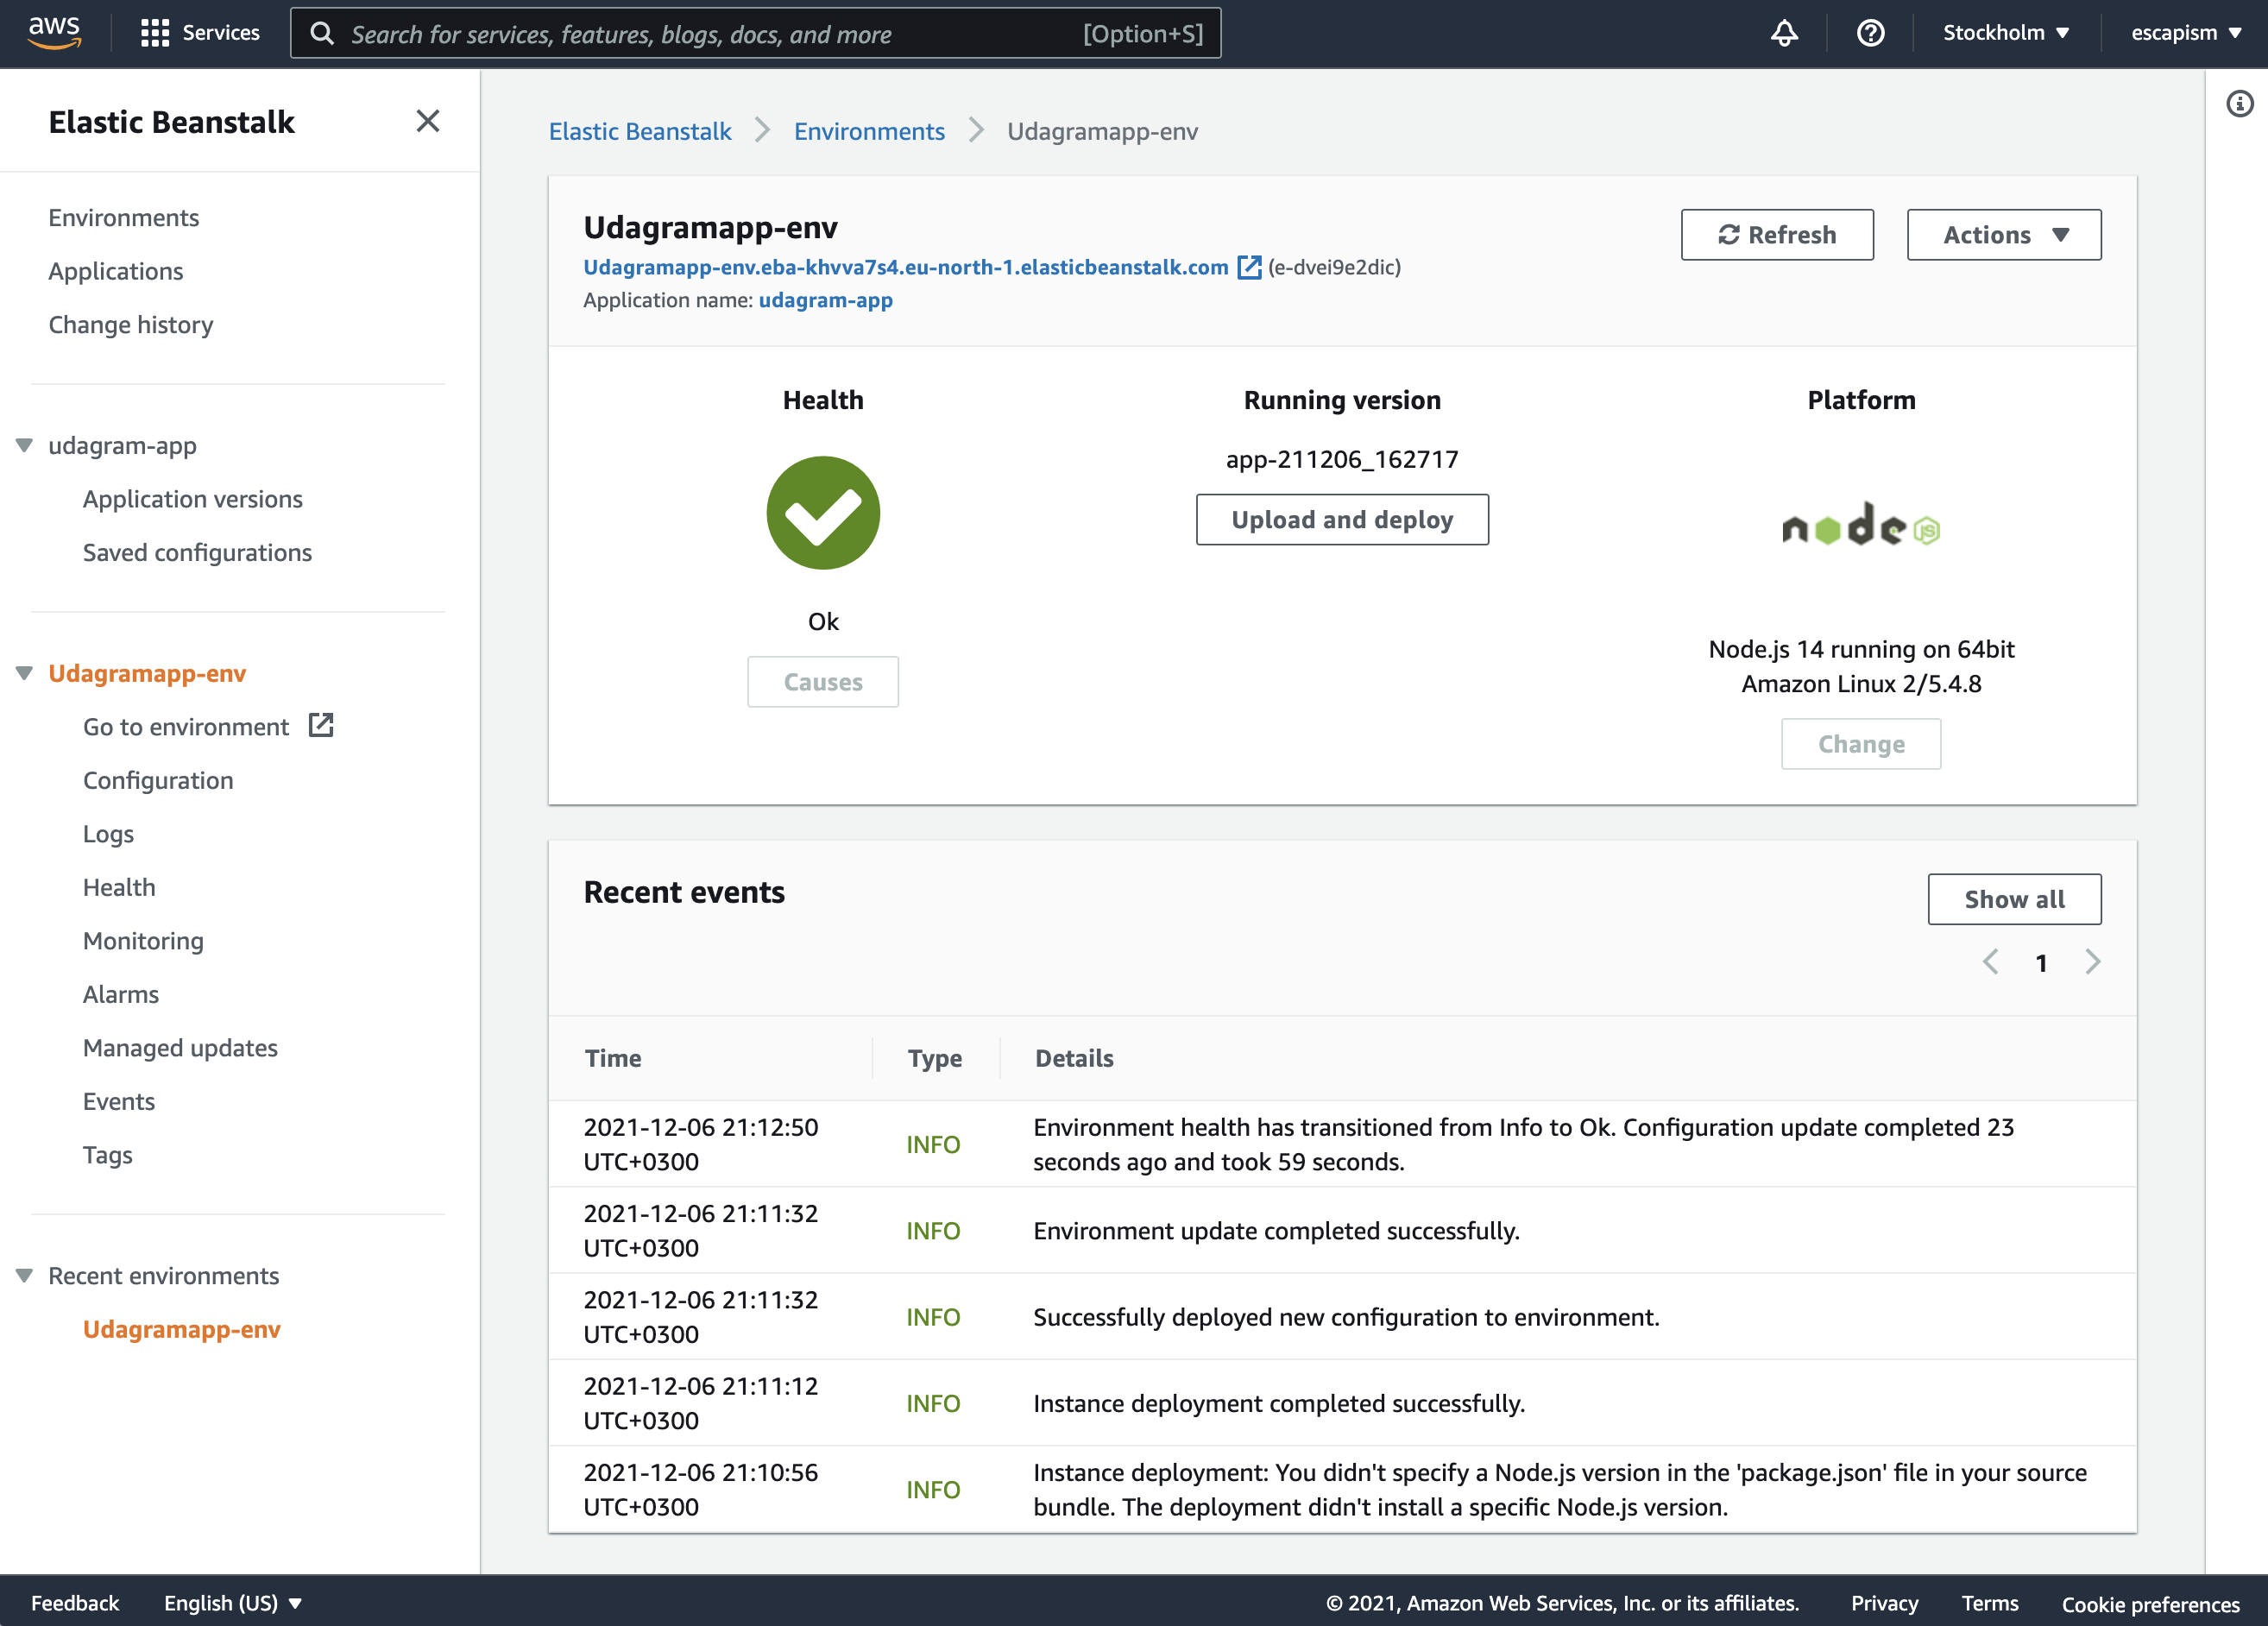 aws
Services
Search for services, features, blogs, docs, and more
[Option+S]
Stockholm ▼
escapism ▼
Elastic Beanstalk
Environments
Applications
Change history
udagram-app
Application versions
Saved configurations
Udagramapp-env
Go to environment
Configuration
Logs
Health
Monitoring
Alarms
Managed updates
Events
Tags
Recent environments
Udagramapp-env
Elastic Beanstalk > Environments > Udagramapp-env
Udagramapp-env
Udagramapp-env.eba-khvva7s4.eu-north-1.elasticbeanstalk.com (e-dvei9e2dic)
Application name: udagram-app
Refresh
Actions ▼
Health
Ok
Causes
Running version
app-211206_162717
Upload and deploy
Platform
node JS
Node.js 14 running on 64bit
Amazon Linux 2/5.4.8
Change
Recent events
Show all
1
Time Type Details
2021-12-06 21:12:50
UTC+0300
INFO
Environment health has transitioned from Info to Ok. Configuration update completed 23
seconds ago and took 59 seconds.
2021-12-06 21:11:32
UTC+0300
INFO
Environment update completed successfully.
2021-12-06 21:11:32
UTC+0300
INFO
Successfully deployed new configuration to environment.
2021-12-06 21:11:12
UTC+0300
INFO
Instance deployment completed successfully.
2021-12-06 21:10:56
UTC+0300
INFO
Instance deployment: You didn't specify a Node.js version in the 'package.json' file in your source
bundle. The deployment didn't install a specific Node.js version.
Feedback
English (US) ▼
© 2021, Amazon Web Services, Inc. or its affiliates.
Privacy
Terms
Cookie preferences